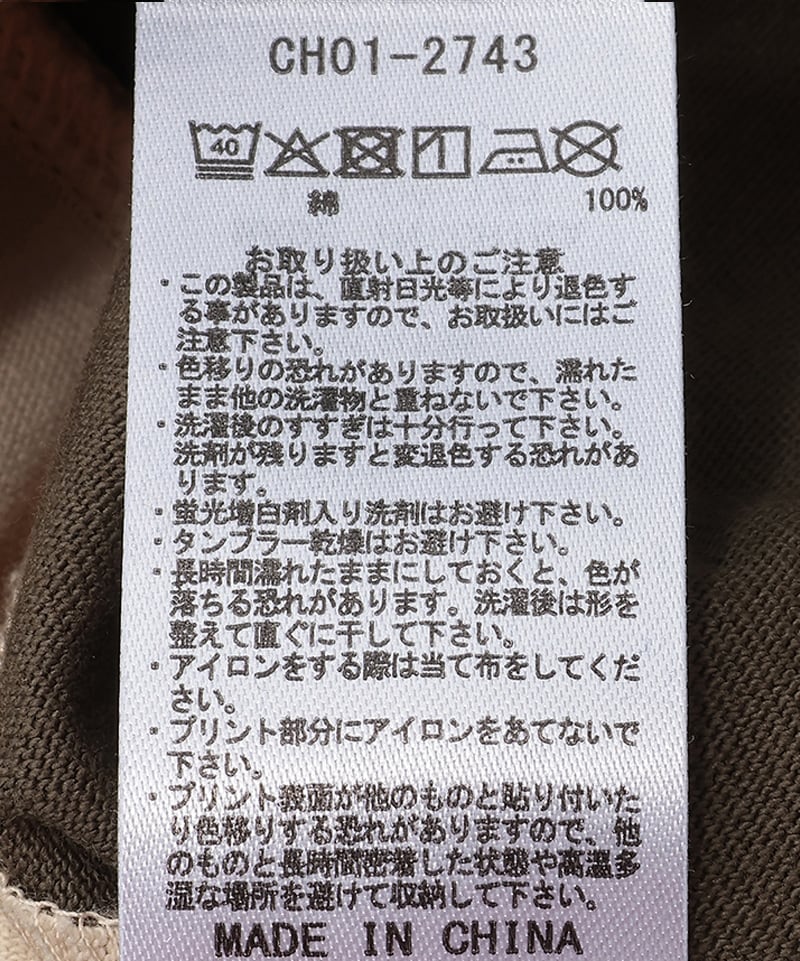 CH01-2743
40
綿 100%
お取り扱い上のご注意
・この製品は、直射日光等により退色す
る事がありますので、お取扱いにはご
注意下さい。
・色移りの恐れがありますので、濡れた
まま他の洗濯物と重ねないで下さい。
・洗濯後のすすぎは十分行って下さい。
洗剤が残りますと変退色する恐れがあ
ります。
・蛍光増白剤入り洗剤はお避け下さい。
・タンブラー乾燥はお避け下さい。
・長時間濡れたままにしておくと、色が
落ちる恐れがあります。洗濯後は形を
整えて直ぐに干して下さい。
・アイロンをする際は当て布をしてくだ
さい。
・プリント部分にアイロンをあてないで
下さい。
・プリント表面が他のものと貼り付いた
り色移りする恐れがありますので、他
のものと長時間密着した状態や高温多
湿な場所を避けて収納して下さい。
MADE IN CHINA